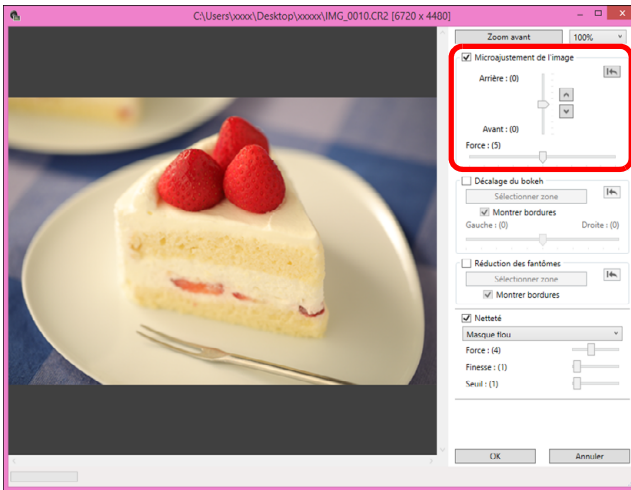 C:\Users\xxxx\Desktop\xxxxx\IMG_0010.CR2 [6720 x 4480]
Zoom avant 100%
Microajustement de l'image
Arrière : (0)
Avant : (0)
Force : (5)
Décalage du bokeh
Sélectionner zone
Montrer bordures
Gauche : (0) Droite : (0)
Réduction des fantômes
Sélectionner zone
Montrer bordures
Netteté
Masque flou
Force : (4)
Finesse : (1)
Seuil : (1)
OK Annuler